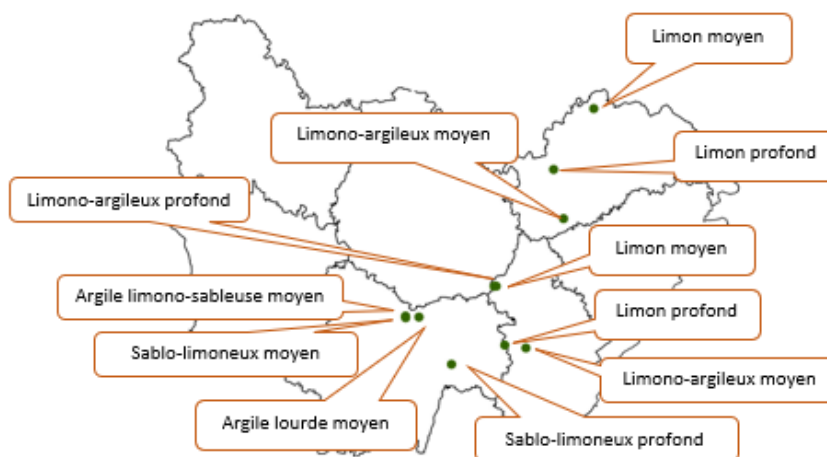 Limon moyen
Limono-argileux moyen
Limon profond
Limono-argileux profond
Limon moyen
Argile limono-sableuse moyen
Limon profond
Sablo-limoneux moyen
Limono-argileux moyen
Argile lourde moyen
Sablo-limoneux profond